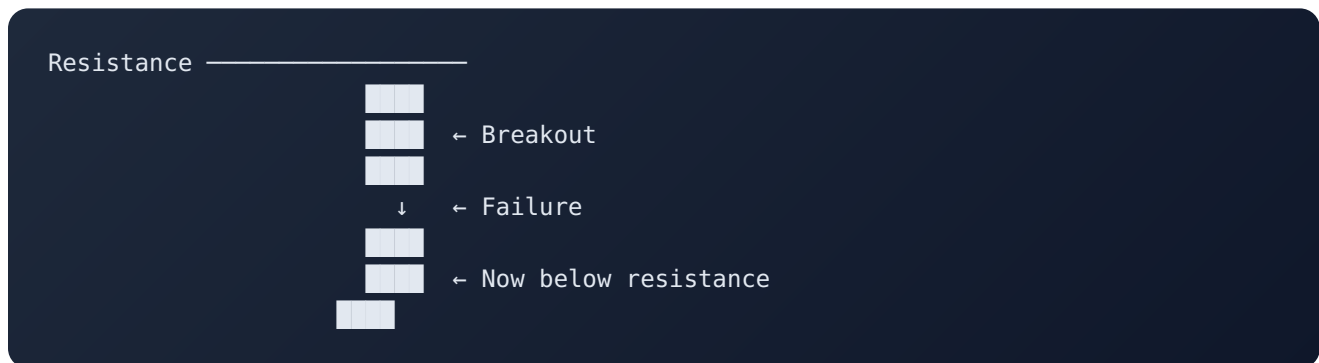 Resistance ──────────────────
████
████ ← Breakout
████
↓ ← Failure
████
████ ← Now below resistance
████